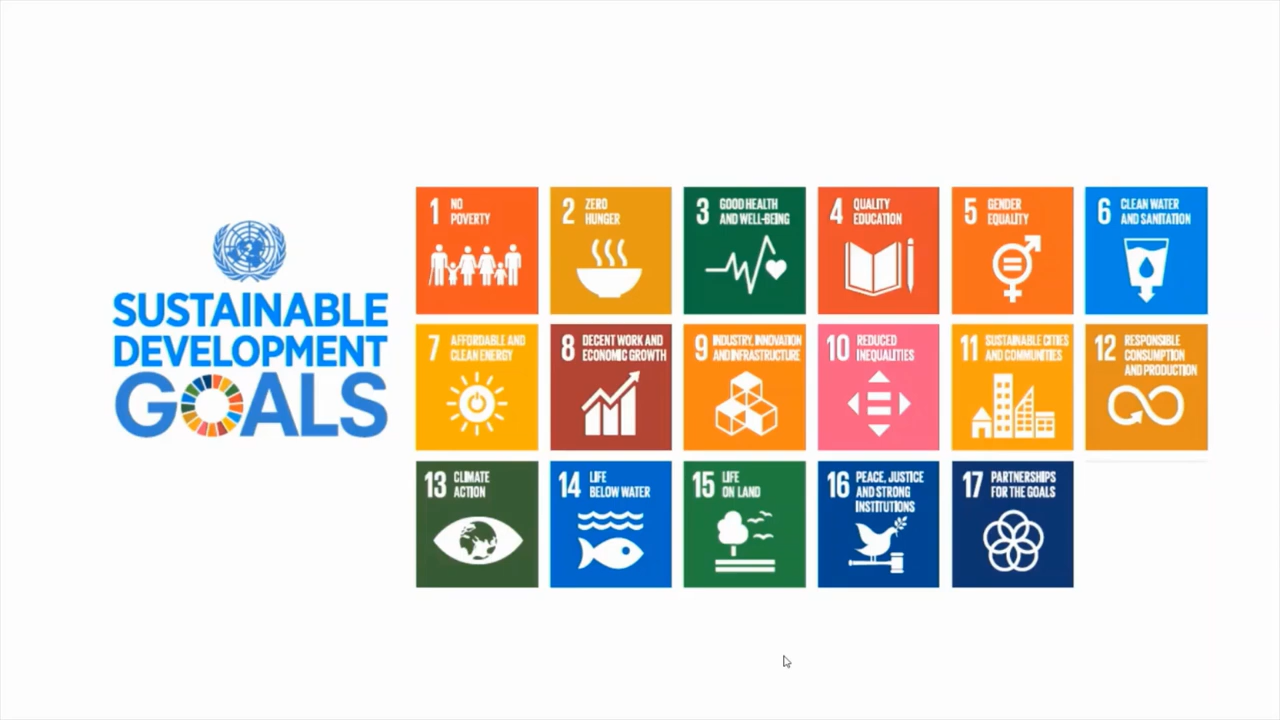 SUSTAINABLE
DEVELOPMENT
GOALS
1 NO
POVERTY
2 ZERO
HUNGER
3 GOOD HEALTH
AND WELL-BEING
4 QUALITY
EDUCATION
5 GENDER
EQUALITY
6 CLEAN WATER
AND SANITATION
7 AFFORDABLE AND
CLEAN ENERGY
8 DECENT WORK AND
ECONOMIC GROWTH
9 INDUSTRY, INNOVATION
AND INFRASTRUCTURE
10 REDUCED
INEQUALITIES
11 SUSTAINABLE CITIES
AND COMMUNITIES
12 RESPONSIBLE
CONSUMPTION
AND PRODUCTION
13 CLIMATE
ACTION
14 LIFE
BELOW WATER
15 LIFE
ON LAND
16 PEACE, JUSTICE
AND STRONG
INSTITUTIONS
17 PARTNERSHIPS
FOR THE GOALS